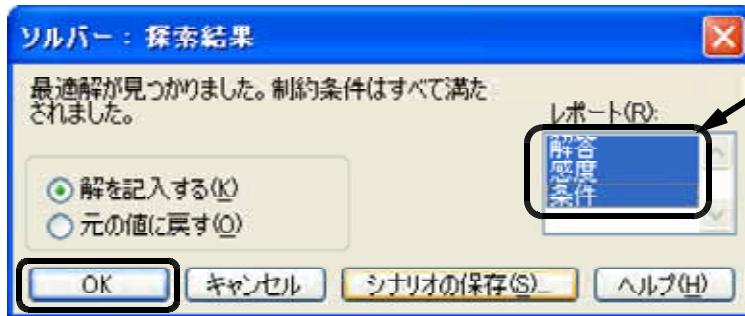 ソルバー： 探索結果
最適解が見つかりました。制約条件はすべて満た
されました。
レポート(R):
解答
感度
条件
解を記入する(K)
元の値に戻す(O)
OK
キャンセル
シナリオの保存(S)...
ヘルプ(H)